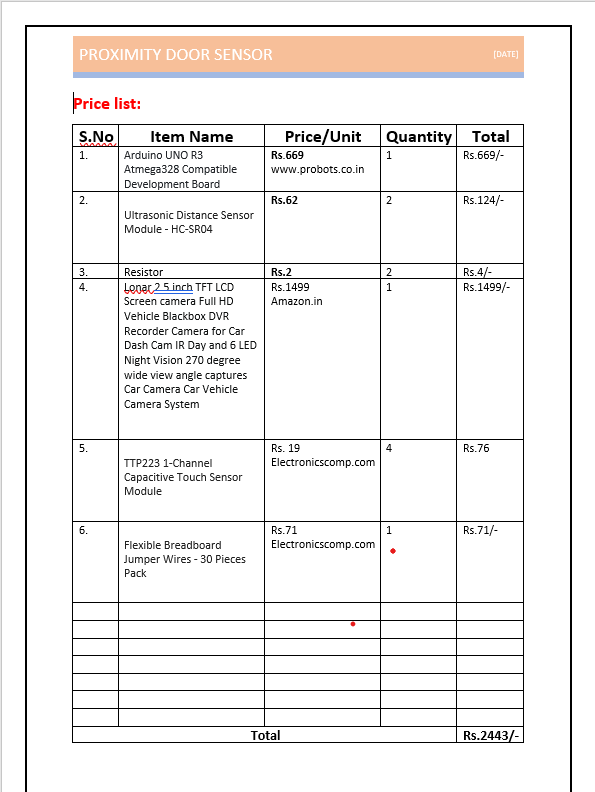 PROXIMITY DOOR SENSOR [DATE]
Price list:
S.No Item Name Price/Unit Quantity Total
1. Arduino UNO R3 Rs.669 1 Rs.669/-
Atmega328 Compatible www.probots.co.in
Development Board
2. Rs.62 2 Rs.124/-
Ultrasonic Distance Sensor
Module - HC-SR04
3. Resistor Rs.2 2 Rs.4/-
4. Lonar 2.5 inch TFT LCD Rs.1499 1 Rs.1499/-
Screen camera Full HD Amazon.in
Vehicle Blackbox DVR
Recorder Camera for Car
Dash Cam IR Day and 6 LED
Night Vision 270 degree
wide view angle captures
Car Camera Car Vehicle
Camera System
5. Rs. 19 4 Rs.76
TTP223 1-Channel Electronicscomp.com
Capacitive Touch Sensor
Module
6. Rs.71 1 Rs.71/-
Flexible Breadboard Electronicscomp.com
Jumper Wires - 30 Pieces
Pack
Total Rs.2443/-